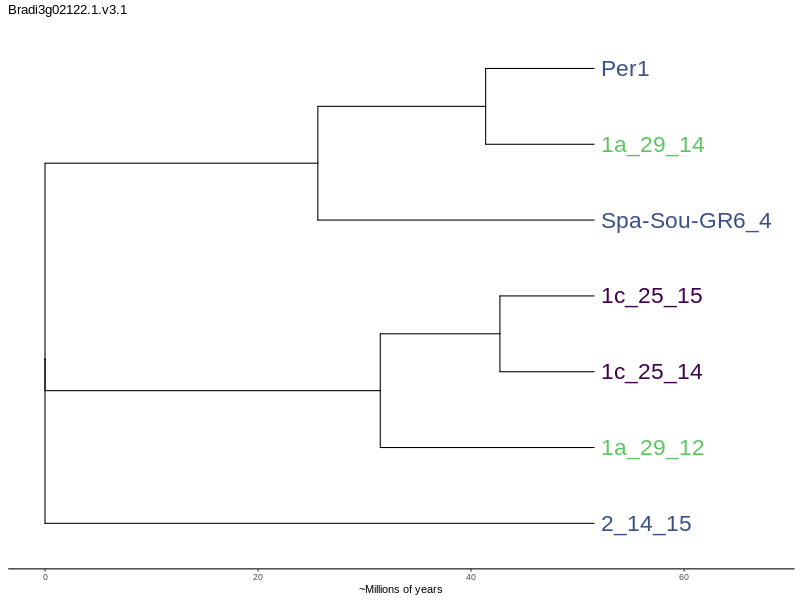 Bradi3g02122.1.v3.1
Per1
1a_29_14
Spa-Sou-GR6_4
1c_25_15
1c_25_14
1a_29_12
2_14_15
0 20 40 60
~Millions of years